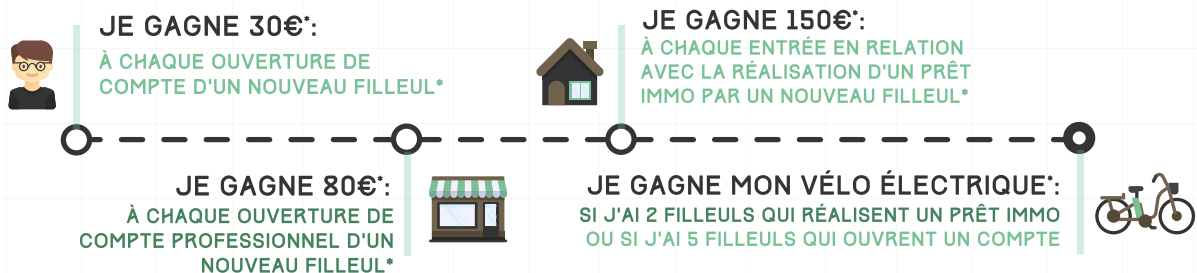 JE GAGNE 30€*:
À CHAQUE OUVERTURE DE
COMPTE D'UN NOUVEAU FILLEUL*
JE GAGNE 80€*:
À CHAQUE OUVERTURE DE
COMPTE PROFESSIONNEL D'UN
NOUVEAU FILLEUL*
JE GAGNE 150€*:
À CHAQUE ENTRÉE EN RELATION
AVEC LA RÉALISATION D'UN PRÊT
IMMO PAR UN NOUVEAU FILLEUL*
JE GAGNE MON VÉLO ÉLECTRIQUE*:
SI J'AI 2 FILLEULS QUI RÉALISENT UN PRÊT IMMO
OU SI J'AI 5 FILLEULS QUI OUVRENT UN COMPTE